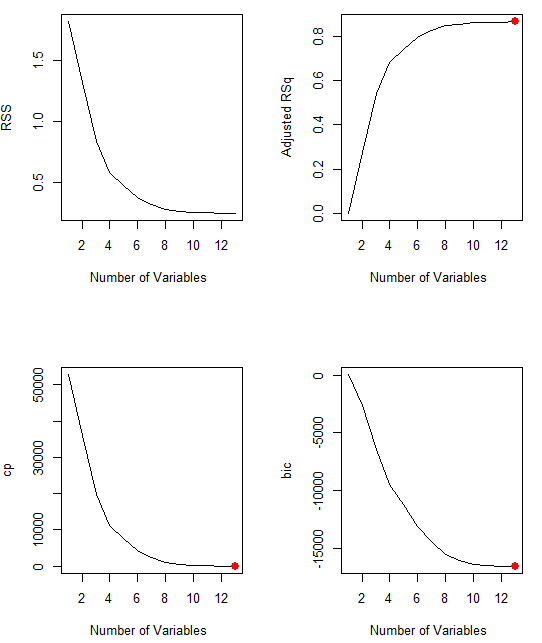 RSS
0.5 1.0 1.5
2 4 6 8 10 12
Number of Variables
Adjusted RSq
0.0 0.2 0.4 0.6 0.8
2 4 6 8 10 12
Number of Variables
cp
0 10000 30000 50000
2 4 6 8 10 12
Number of Variables
bic
-15000 -10000 -5000 0
2 4 6 8 10 12
Number of Variables